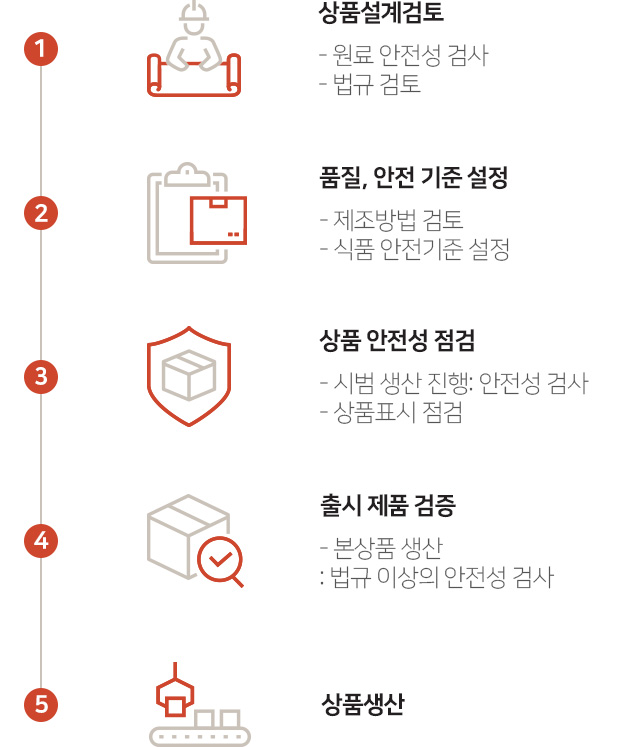 상품설계검토
1
- 원료 안전성 검사
- 법규 검토
품질, 안전 기준 설정
2
- 제조방법 검토
- 식품 안전기준 설정
상품 안전성 점검
3
- 시범 생산 진행: 안전성 검사
- 상품표시 점검
출시 제품 검증
4
- 본상품 생산
: 법규 이상의 안전성 검사
5
상품생산